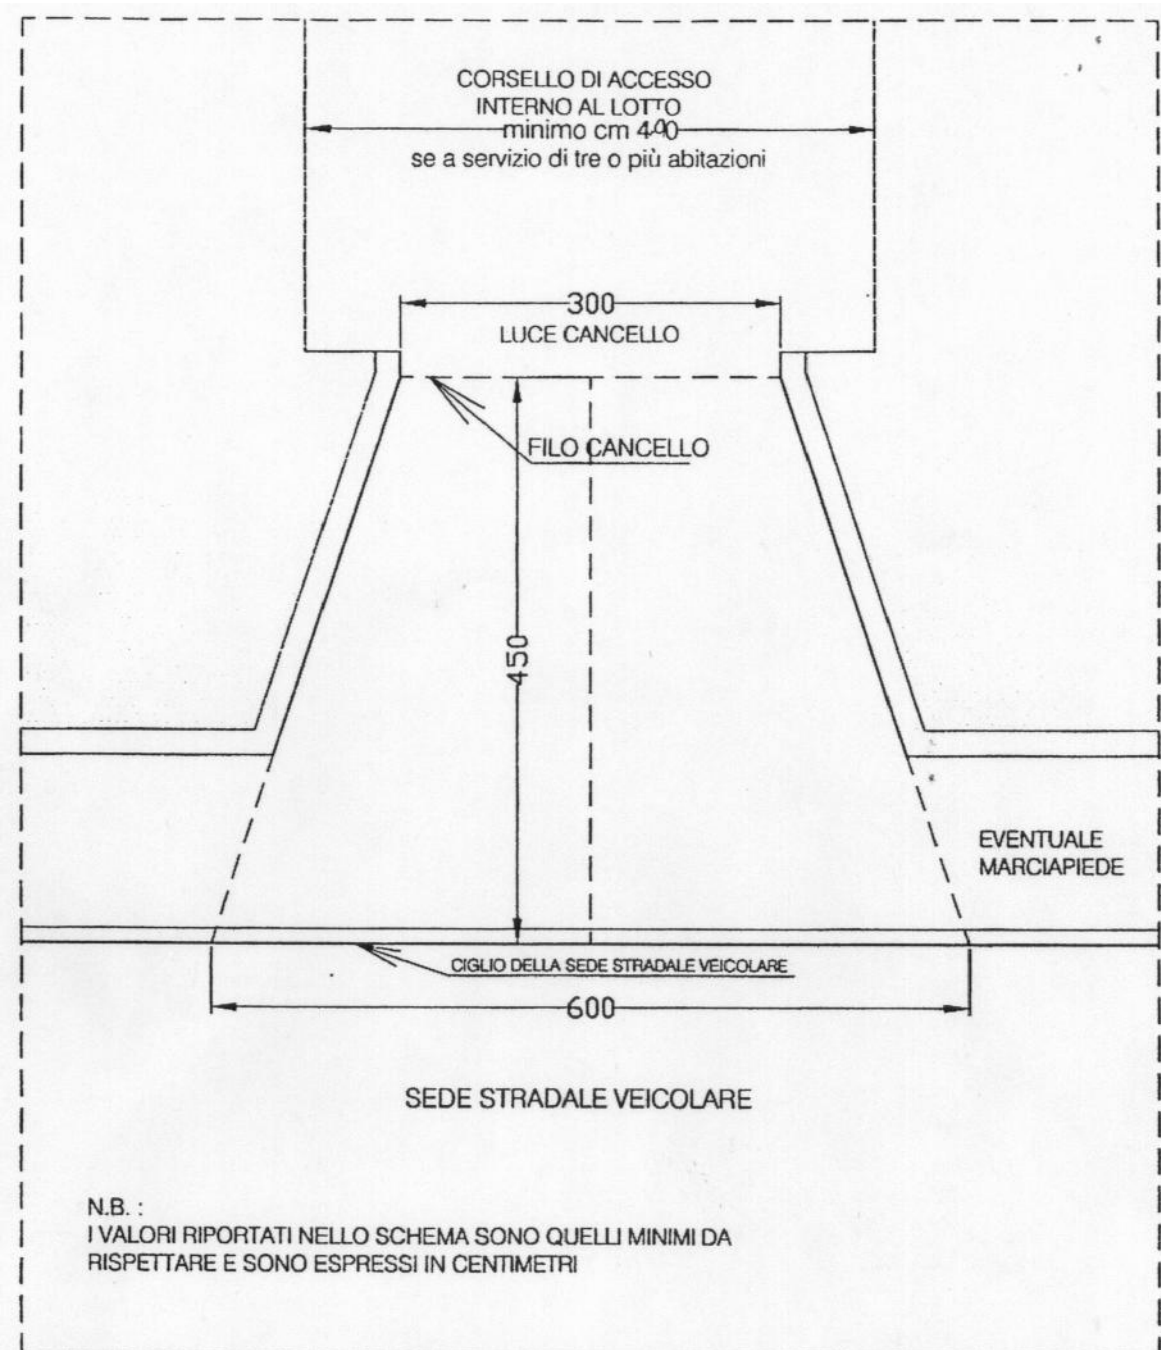 CORSELLO DI ACCESSO
INTERNO AL LOTTO
minimo cm 400
se a servizio di tre o più abitazioni
300
LUCE CANCELLO
FILO CANCELLO
450
EVENTUALE
MARCIAPIEDE
CIGLIO DELLA SEDE STRADALE VEICOLARE
600
SEDE STRADALE VEICOLARE
N.B. :
I VALORI RIPORTATI NELLO SCHEMA SONO QUELLI MINIMI DA
RISPETTARE E SONO ESPRESSI IN CENTIMETRI